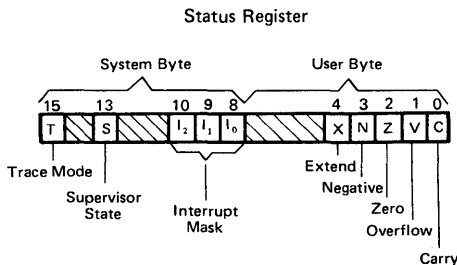 Status Register
System Byte User Byte
15 13 10 9 8 4 3 2 1 0
T S I2 I1 I0 X N Z V C
Trace Mode Extend
Supervisor State Negative
Interrupt Mask Zero
Overflow
Carry